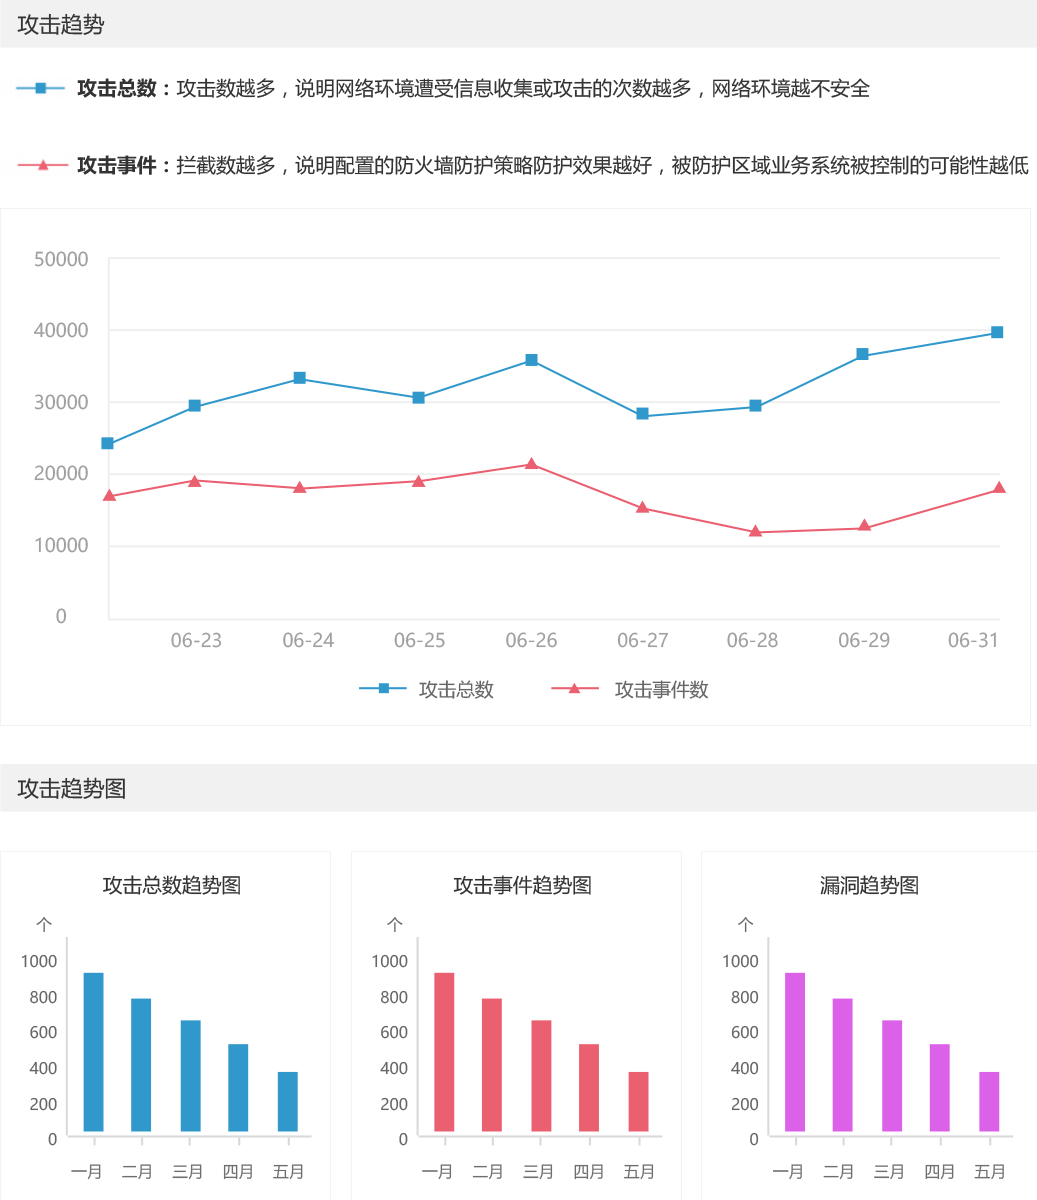 攻击趋势
攻击总数：攻击数越多，说明网络环境遭受信息收集或攻击的次数越多，网络环境越不安全
攻击事件：拦截数越多，说明配置的防火墙防护策略防护效果越好，被防护区域业务系统被控制的可能性越低
50000
40000
30000
20000
10000
0
06-23 06-24 06-25 06-26 06-27 06-28 06-29 06-31
攻击总数 攻击事件数
攻击趋势图
攻击总数趋势图
个
1000
800
600
400
200
0
一月 二月 三月 四月 五月
攻击事件趋势图
个
1000
800
600
400
200
0
一月 二月 三月 四月 五月
漏洞趋势图
个
1000
800
600
400
200
0
一月 二月 三月 四月 五月